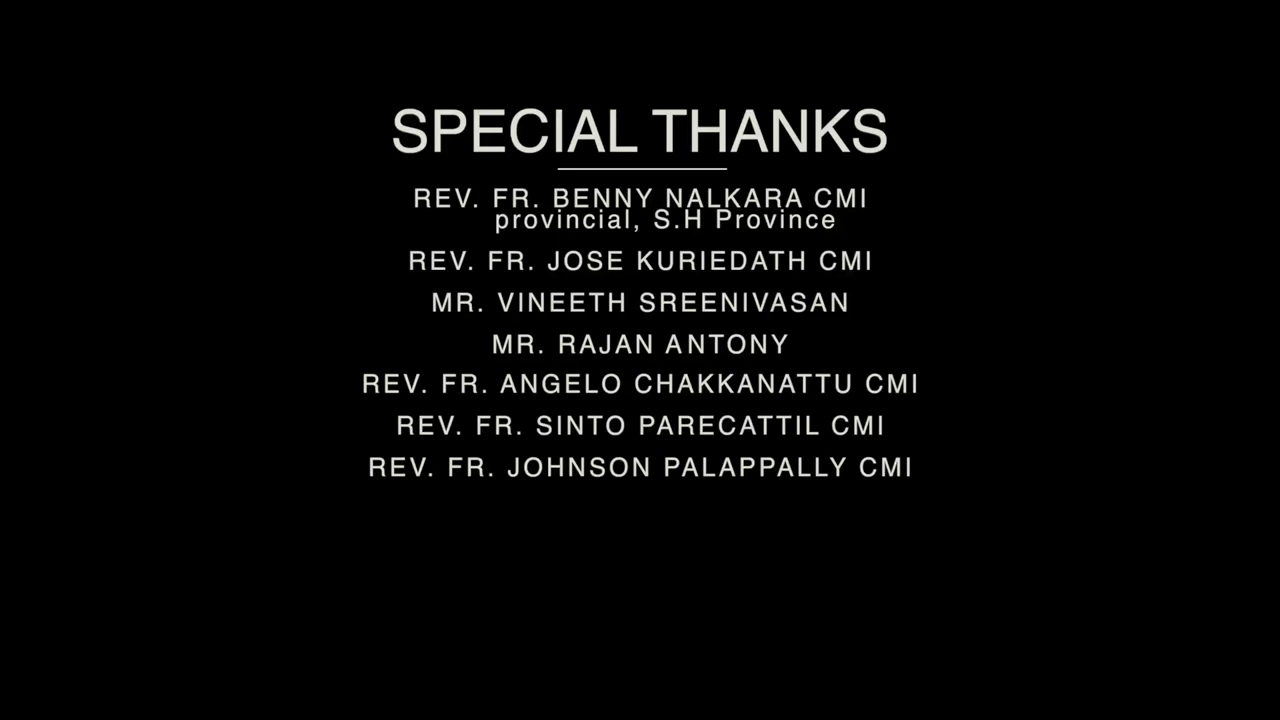 SPECIAL THANKS
REV. FR. BENNY NALKARA CMI
provincial, S.H Province
REV. FR. JOSE KURIEDATH CMI
MR. VINEETH SREENIVASAN
MR. RAJAN ANTONY
REV. FR. ANGELO CHAKKANATTU CMI
REV. FR. SINTO PARECATTIL CMI
REV. FR. JOHNSON PALAPPALLY CMI